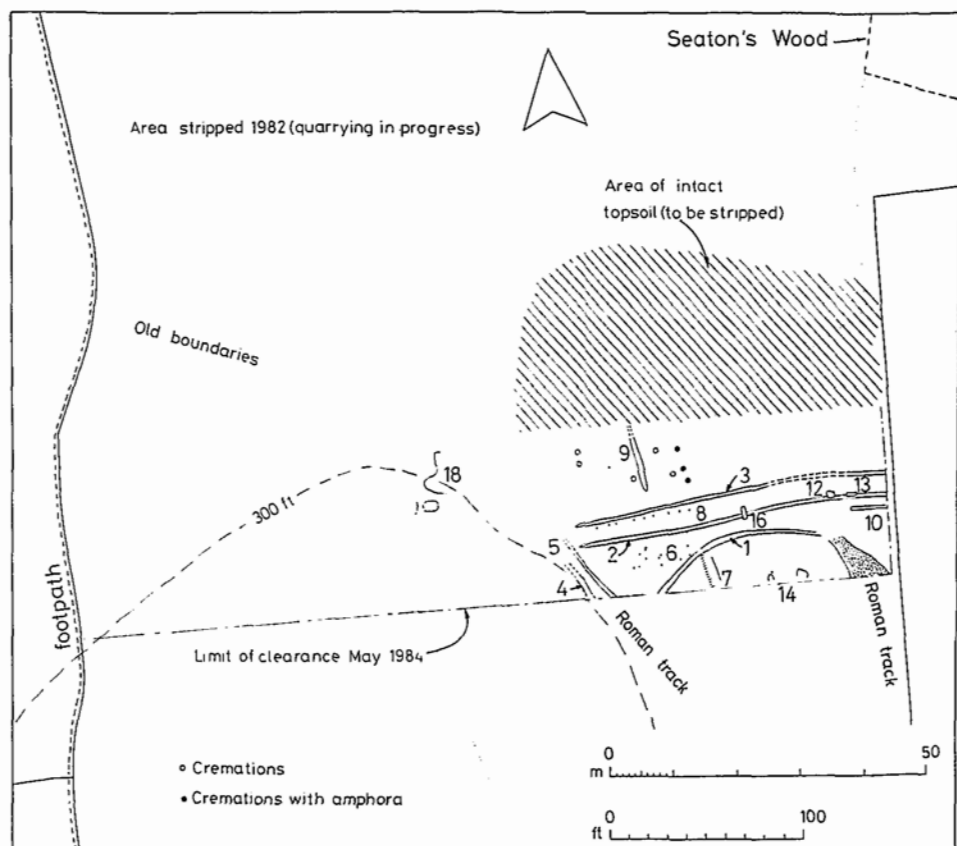 Seaton's Wood
Area stripped 1982 (quarrying in progress)
Area of intact
topsoil (to be stripped)
Old boundaries
footpath
300 ft
18
9
3
12
13
8
16
10
2
5
6
1
4
7
14
Roman track
Roman track
Limit of clearance May 1984
Cremations
Cremations with amphora
0 50
m
0 100
ft